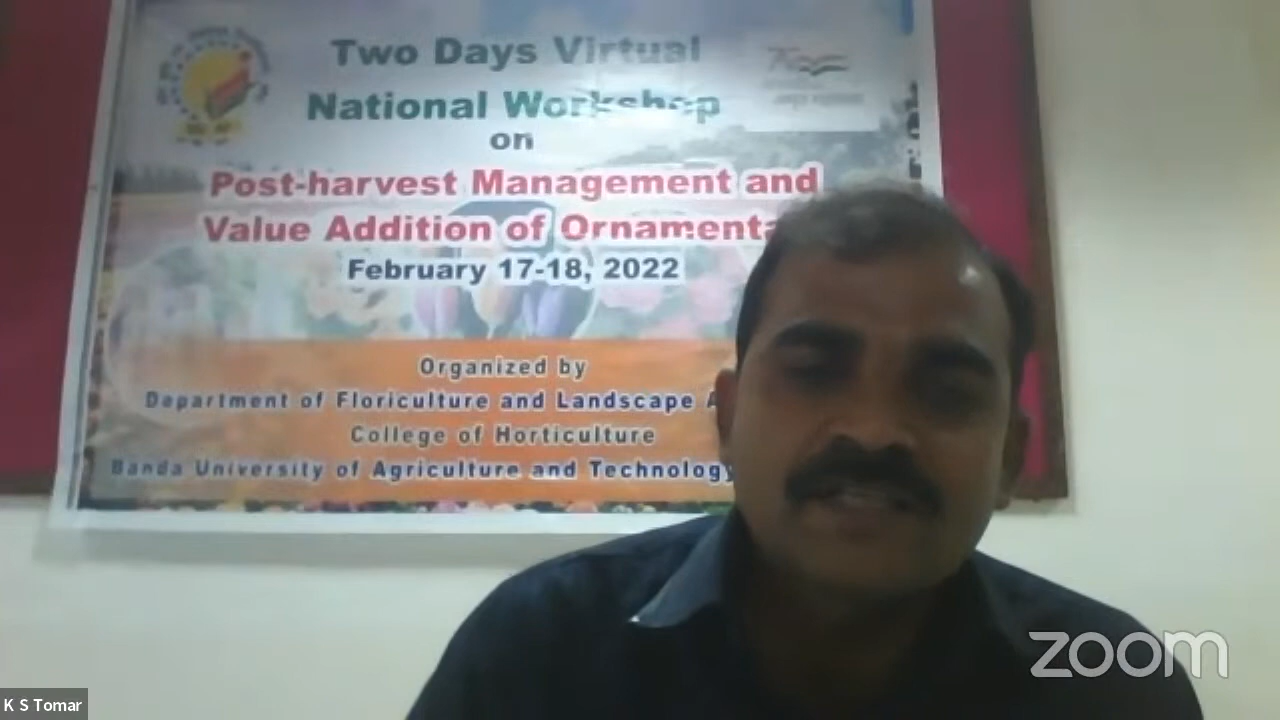 Two Days Virtual
National Workshop
on
Post-harvest Management and
Value Addition of
February 17-18, 2022
Organized by
Department of Floriculture and Landscape
College of Horticulture
Banda University of Agriculture and Technology
zoom
K S Tomar